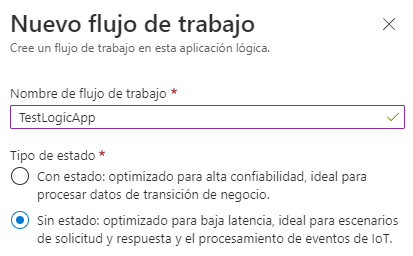 Nuevo flujo de trabajo
Cree un flujo de trabajo en esta aplicación lógica.
Nombre de flujo de trabajo *
TestLogicApp
Tipo de estado *
Con estado: optimizado para alta confiabilidad, ideal para
procesar datos de transición de negocio.
Sin estado: optimizado para baja latencia, ideal para escenarios
de solicitud y respuesta y el procesamiento de eventos de IoT.